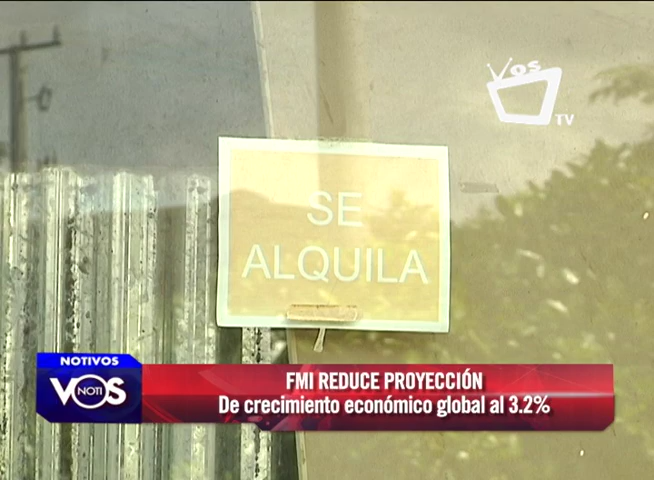 Vos
TV
SE
ALQUILA
NOTIVOS
VOS
NOTI
FMI REDUCE PROYECCIÓN
De crecimiento económico global al 3.2%